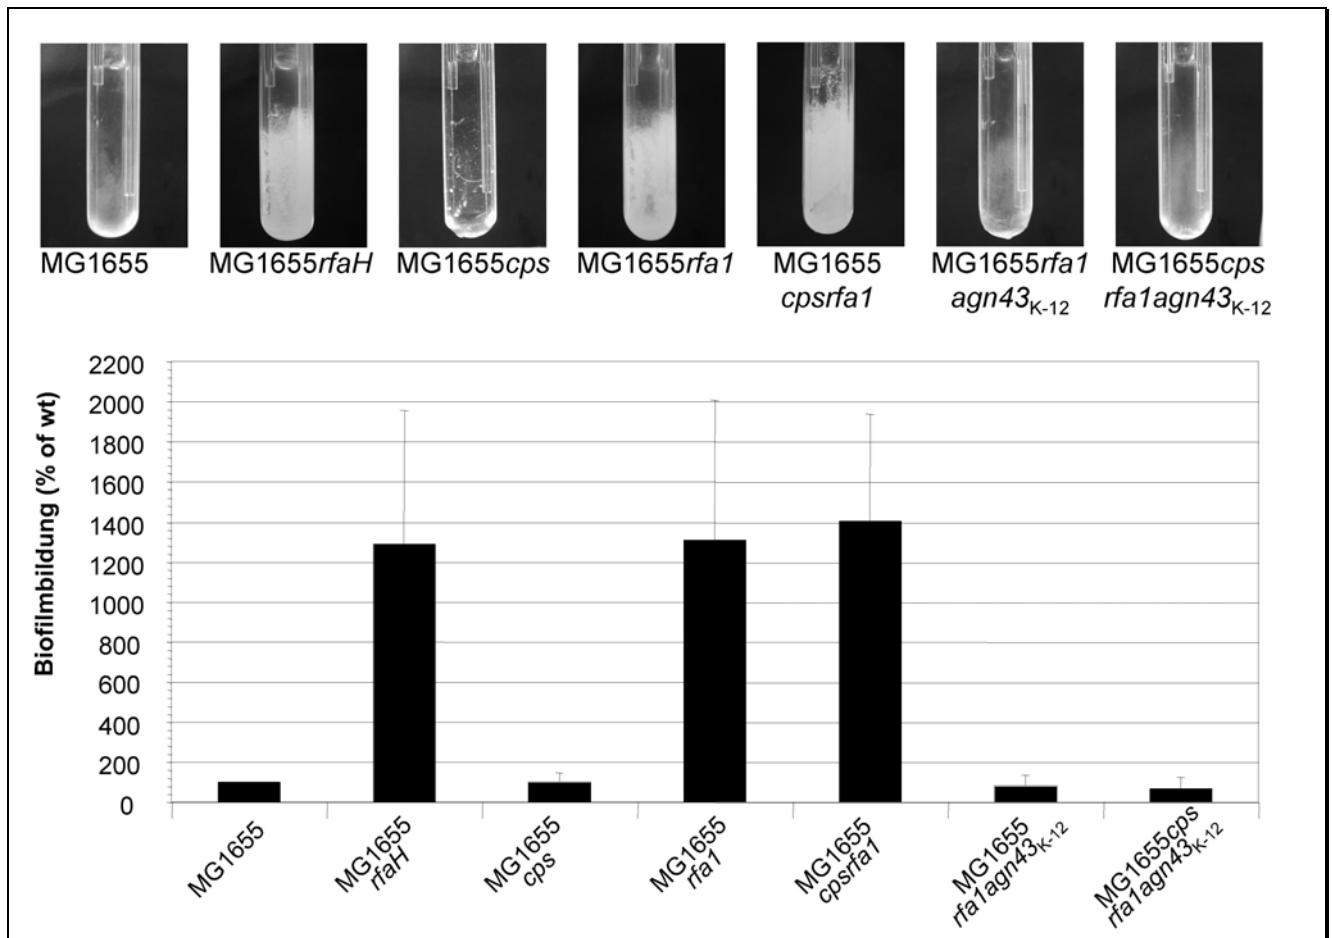 MG1655
MG1655rfaH
MG1655cps
MG1655rfa1
MG1655
cpsrfa1
MG1655rfa1
agn43K-12
MG1655cps
rfa1agn43K-12
Biofilmbildung (% of wt)
2200
2000
1800
1600
1400
1200
1000
800
600
400
200
0
MG1655
MG1655
rfaH
MG1655
cps
MG1655
rfa1
MG1655
cpsrfa1
MG1655
rfa1agn43K-12
MG1655cps
rfa1agn43K-12